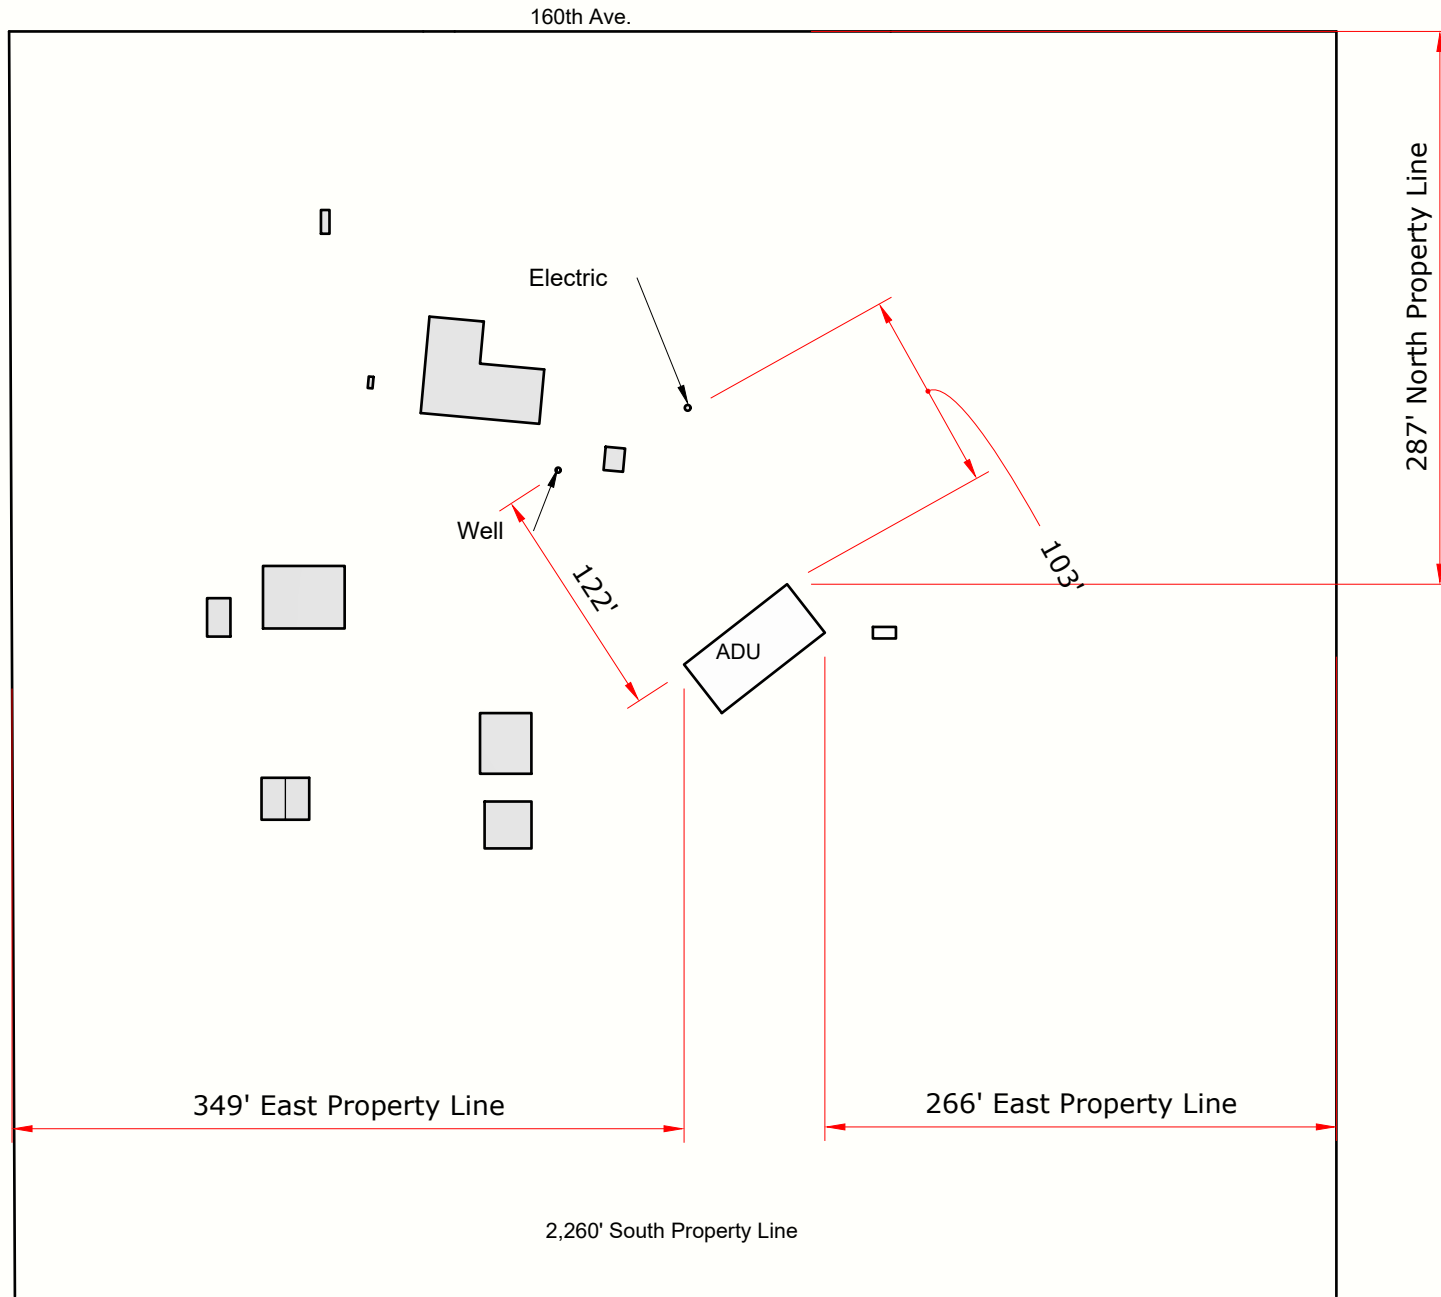 160th Ave.
287' North Property Line
Electric
Well
122'
103'
ADU
349' East Property Line
266' East Property Line
2,260' South Property Line